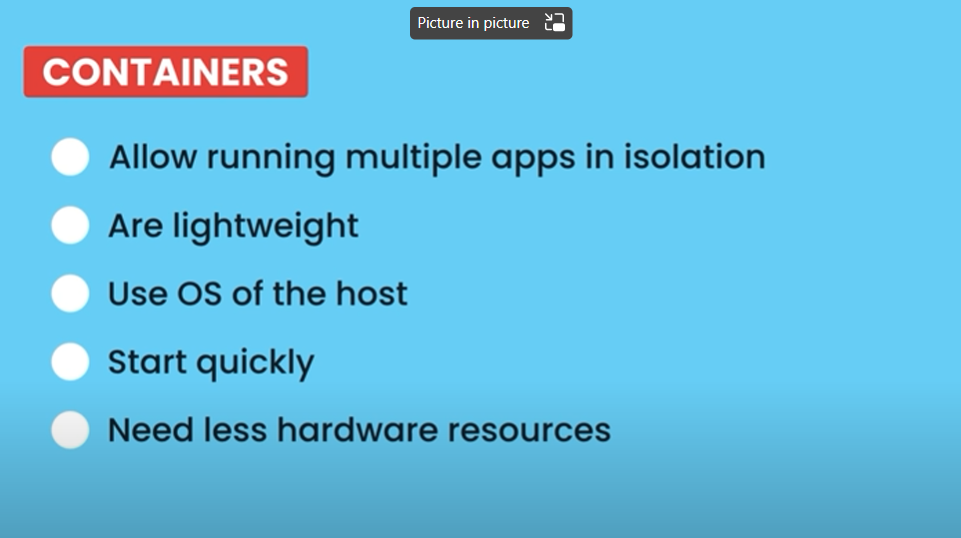 Picture in picture
CONTAINERS
Allow running multiple apps in isolation
Are lightweight
Use OS of the host
Start quickly
Need less hardware resources